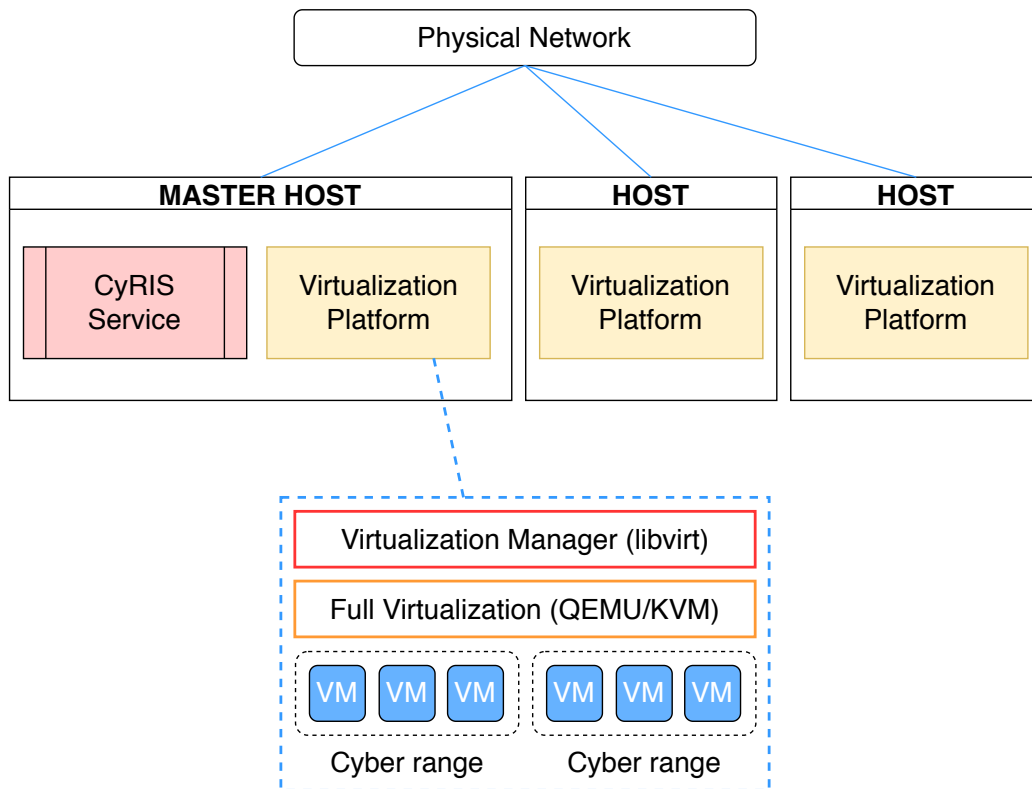 Physical Network
MASTER HOST
HOST
HOST
CyRIS
Service
Virtualization
Platform
Virtualization
Platform
Virtualization
Platform
Virtualization Manager (libvirt)
Full Virtualization (QEMU/KVM)
VM VM VM VM VM VM
Cyber range Cyber range